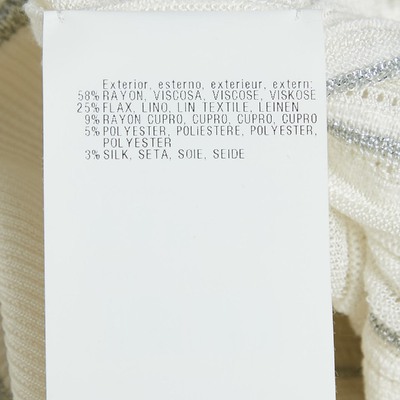 Exterior, esterno, exterieur, extern:
58% RAYON, VISCOSA, VISCOSE, VISKOSE
25% FLAX, LINO, LIN TEXTILE, LEINEN
9% RAYON CUPRO, CUPRO, CUPRO, CUPRO
5% POLYESTER, POLIESTERE, POLYESTER,
POLYESTER
3% SILK, SETA, SOIE, SEIDE